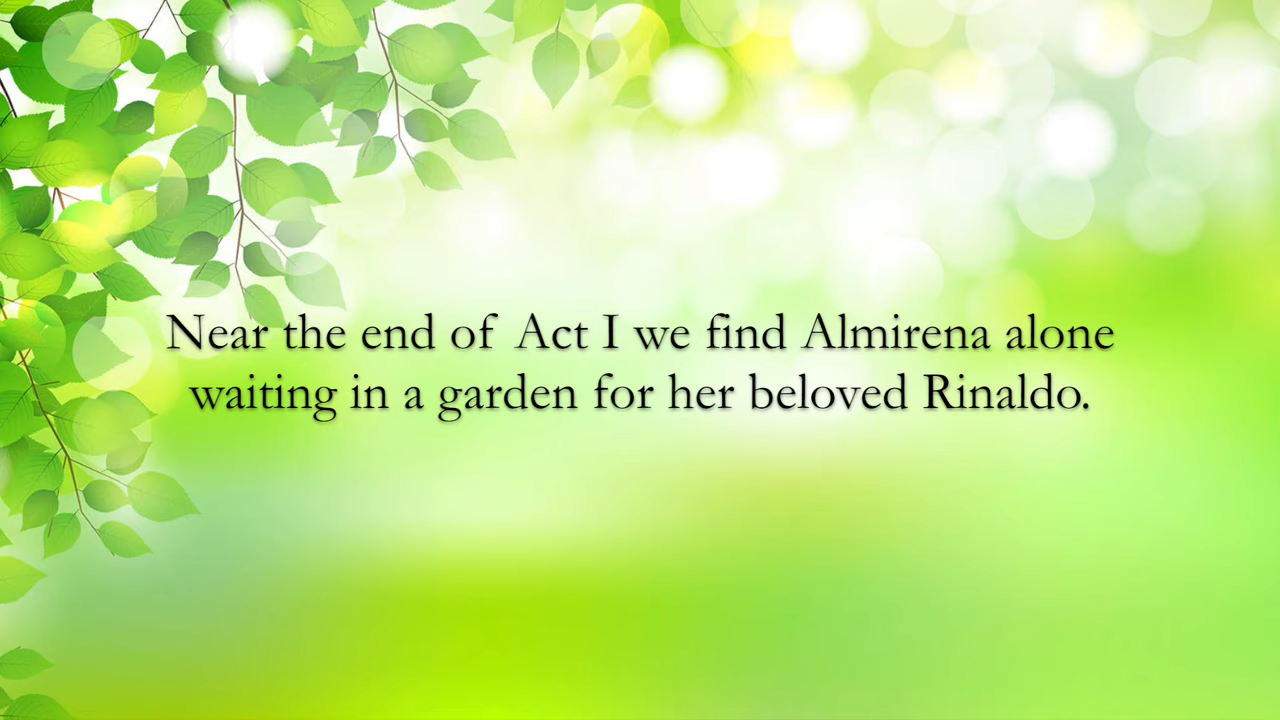 Near the end of Act I we find Almirena alone
waiting in a garden for her beloved Rinaldo.